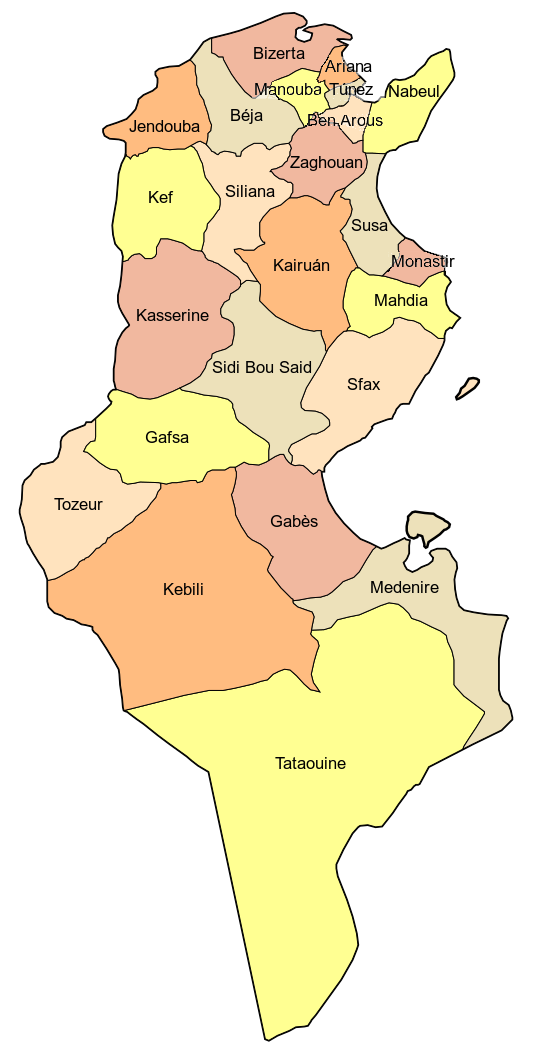 Bizerta
Ariana
Manouba
Túnez
Nabeul
Béja
Ben Arous
Jendouba
Zaghouan
Siliana
Kef
Susa
Kairuán
Monastir
Mahdia
Kasserine
Sidi Bou Said
Sfax
Gafsa
Tozeur
Gabès
Kebili
Medenire
Tataouine